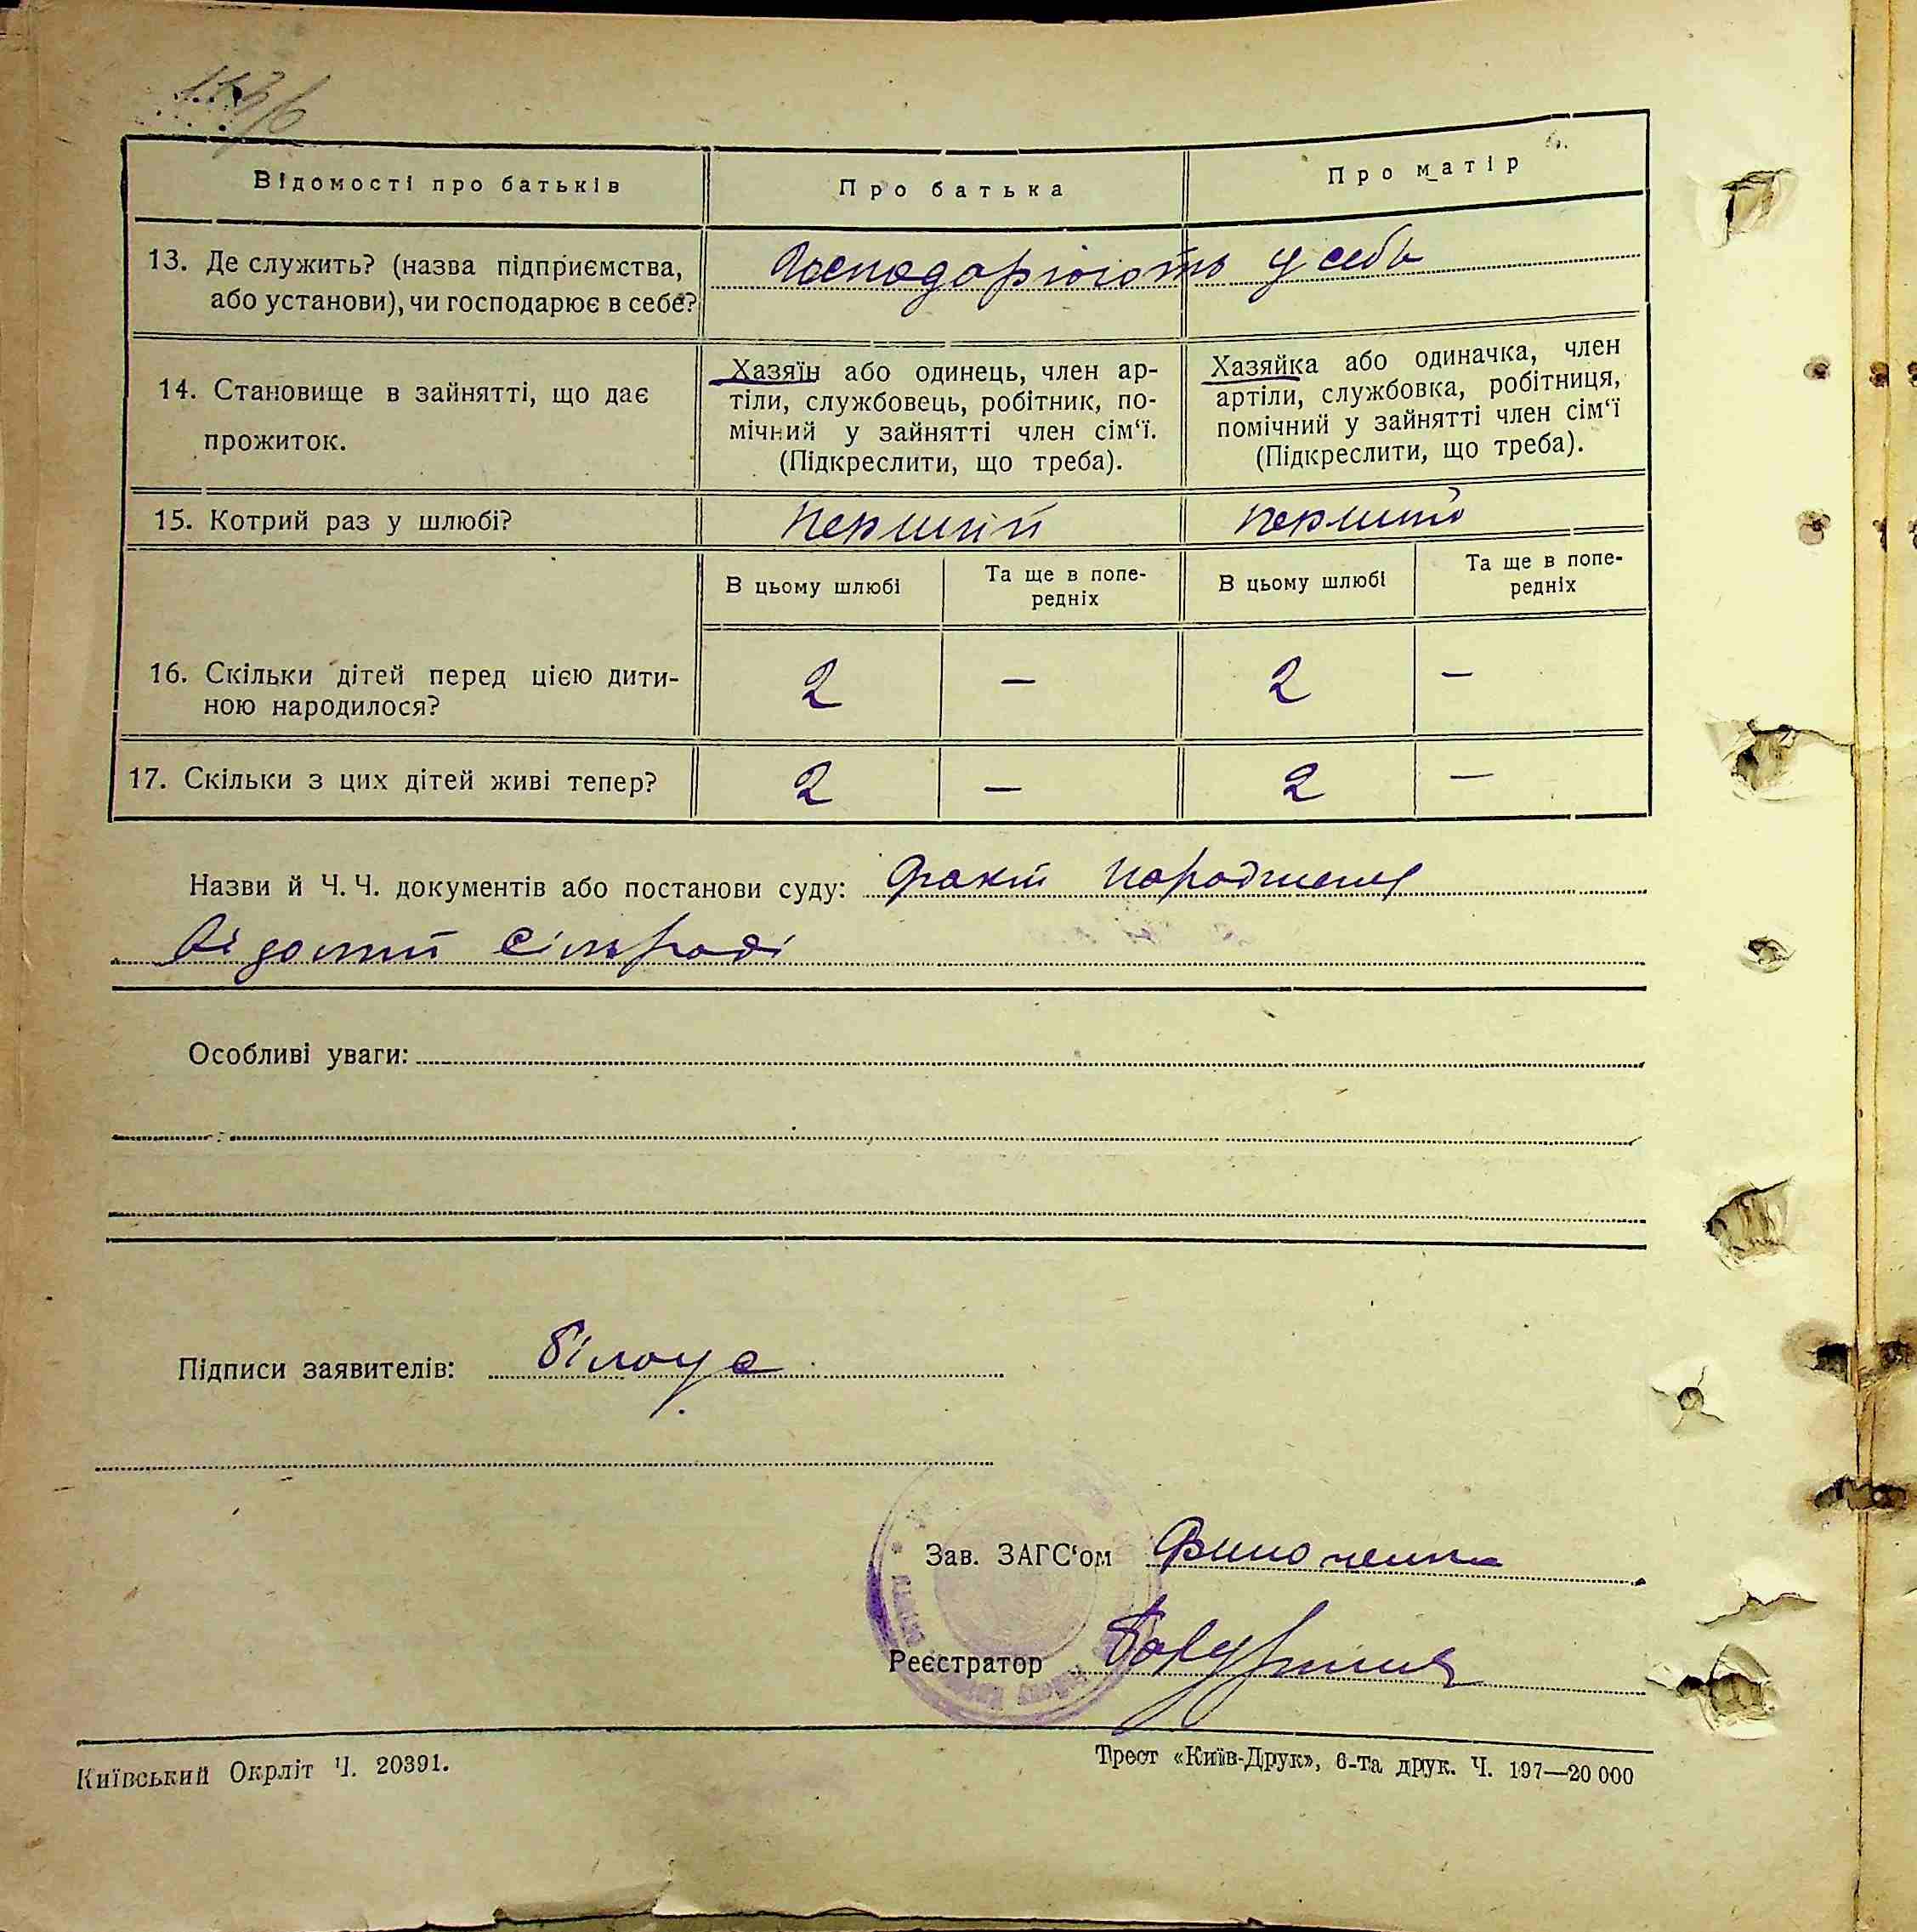 Відомості про батьків
Про батька
Про матір
13. Де служить? (назва підприємства,
або установи), чи господарює в себе?
Господарюють у себе
14. Становище в зайнятті, що дає
прожиток.
Хазяїн або одинець, член ар-
тіли, службовець, робітник, по-
мічний у зайнятті член сім‘ї.
(Підкреслити, що треба).
Хазяйка або одиначка, член
артіли, службовка, робітниця,
помічний у зайнятті член сім‘ї
(Підкреслити, що треба).
15. Котрий раз у шлюбі?
перший
перший
В цьому шлюбі
Та ще в попе-
редніх
В цьому шлюбі
Та ще в попе-
редніх
16. Скільки дітей перед цією дити-
ною народилося?
2 — 2 —
17. Скільки з цих дітей живі тепер?
2 — 2 —
Назви й Ч. Ч. документів або постанови суду: Факт народження
відомий сільраді
Особливі уваги:
Підписи заявителів: Білоус
Зав. ЗАГС‘ом
Реєстратор
Київський Окрліт Ч. 20391.
Трест «Київ-Друк», 6-та друк. Ч. 197—20 000